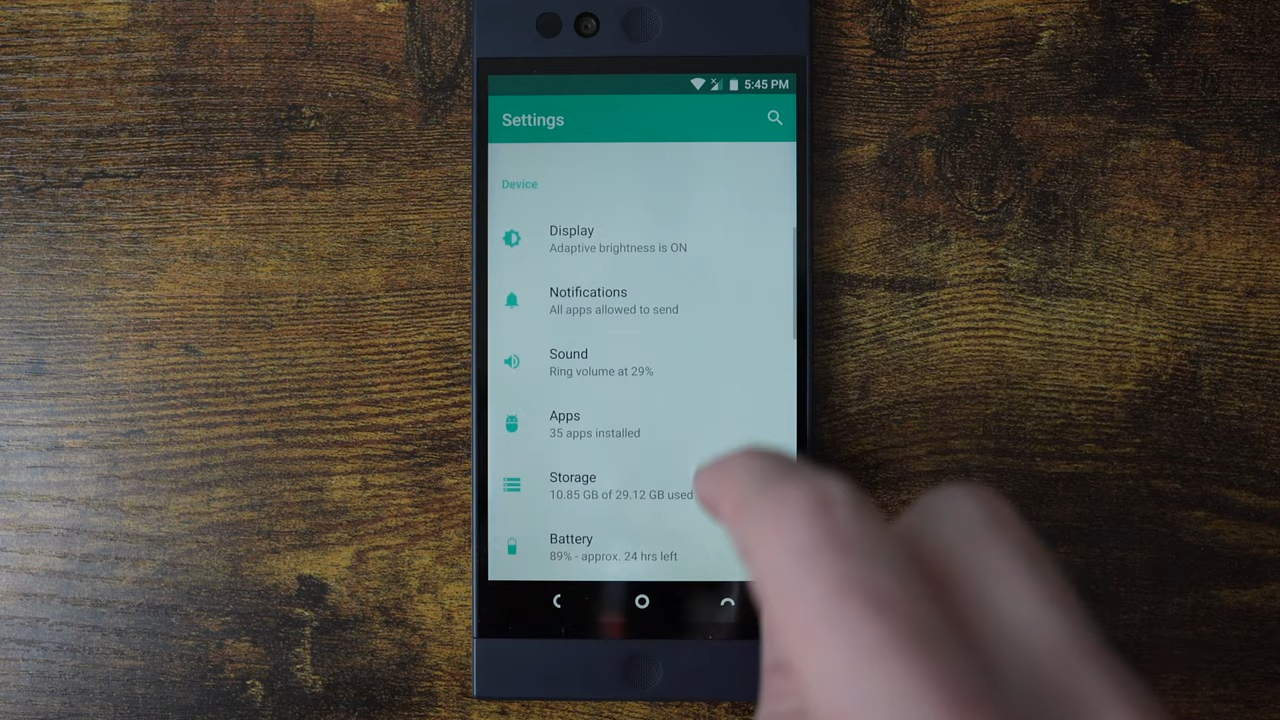 5:45 PM
Settings
Device
Display
Adaptive brightness is ON
Notifications
All apps allowed to send
Sound
Ring volume at 29%
Apps
35 apps installed
Storage
10.85 GB of 29.12 GB used
Battery
89% - approx. 24 hrs left